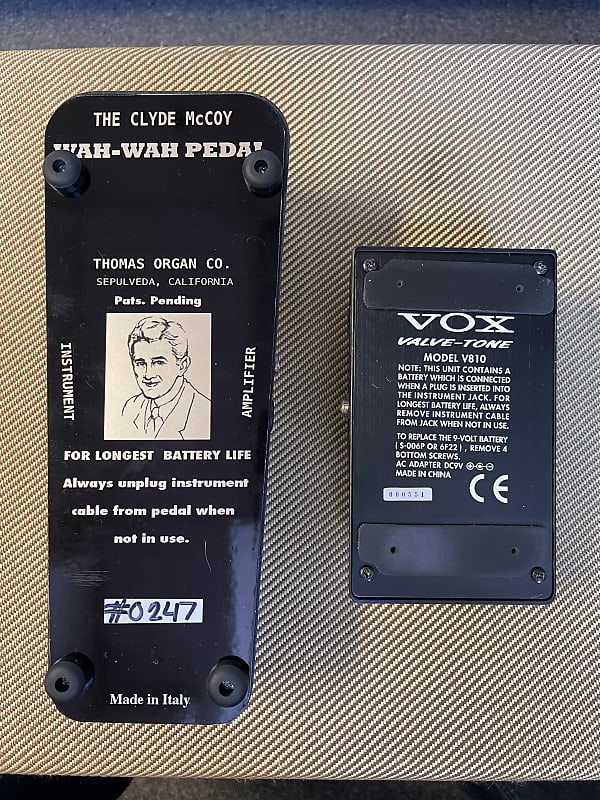 THE CLYDE McCOY
WAH-WAH PEDAL
THOMAS ORGAN CO.
SEPULVEDA, CALIFORNIA
Pats. Pending
INSTRUMENT
AMPLIFIER
FOR LONGEST BATTERY LIFE
Always unplug instrument
cable from pedal when
not in use.
#0247
Made in Italy
VOX
VALVE-TONE
MODEL V810
NOTE: THIS UNIT CONTAINS A
BATTERY WHICH IS CONNECTED
WHEN A PLUG IS INSERTED INTO
THE INSTRUMENT JACK. FOR
LONGEST BATTERY LIFE, ALWAYS
REMOVE INSTRUMENT CABLE
FROM JACK WHEN NOT IN USE.
TO REPLACE THE 9-VOLT BATTERY
( S-006P OR 6F22 ) , REMOVE 4
BOTTOM SCREWS.
AC ADAPTER DC9V
MADE IN CHINA
CE
000551